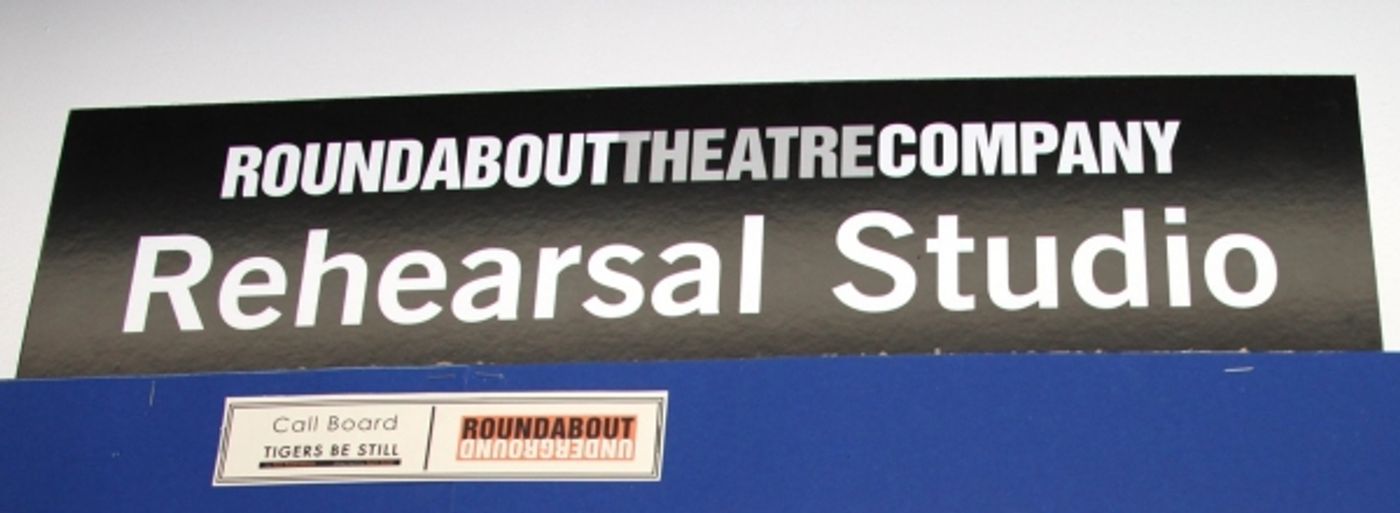 ROUNDABOUTTHEATRECOMPANY
Rehearsal Studio
Call Board
TIGERS BE STILL
ROUNDABOUT
UNDERGROUND